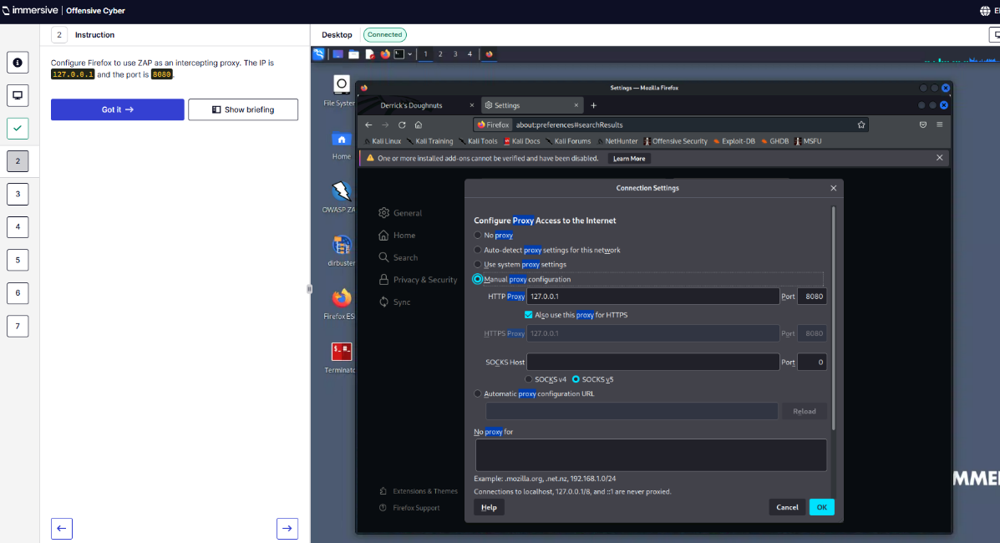 immersive | Offensive Cyber
2 Instruction
Configure Firefox to use ZAP as an intercepting proxy. The IP is
127.0.0.1 and the port is 8080.
Got it →
Show briefing
2
3
4
5
6
7
Desktop Connected
1 2 3 4
File System
Home
OWASP ZA
dirbuster
Firefox ES
Terminato
Settings — Mozilla Firefox
Derrick's Doughnuts
Settings
Firefox about:preferences#searchResults
Kali Linux Kali Training Kali Tools Kali Docs Kali Forums NetHunter Offensive Security Exploit-DB GHDB MSFU
One or more installed add-ons cannot be verified and have been disabled. Learn More
General
Home
Search
Privacy & Security
Sync
Extensions & Themes
Firefox Support
Connection Settings
Configure Proxy Access to the Internet
No proxy
Auto-detect proxy settings for this network
Use system proxy settings
Manual proxy configuration
HTTP Proxy 127.0.0.1 Port 8080
Also use this proxy for HTTPS
HTTPS Proxy 127.0.0.1 Port 8080
SOCKS Host Port 0
SOCKS v4 SOCKS v5
Automatic proxy configuration URL
Reload
No proxy for
Example: .mozilla.org, .net.nz, 192.168.1.0/24
Connections to localhost, 127.0.0.1/8, and ::1 are never proxied.
Help Cancel OK
MMER